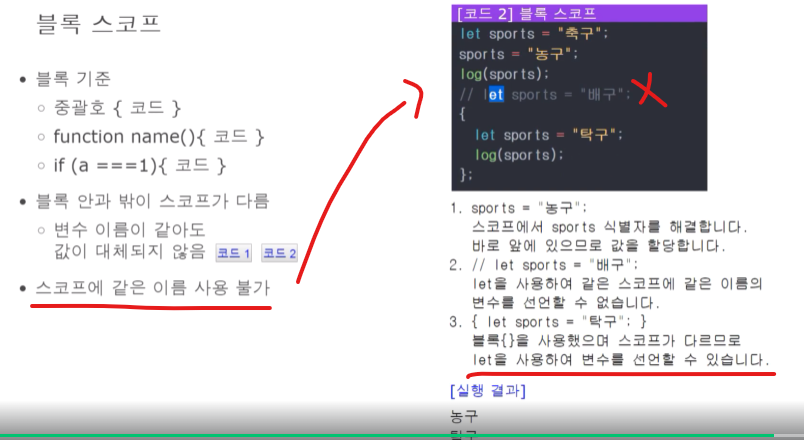 블록 스코프
• 블록 기준
○ 중괄호 { 코드 }
○ function name(){ 코드 }
○ if (a ===1){ 코드 }
• 블록 안과 밖이 스코프가 다름
○ 변수 이름이 같아도
값이 대체되지 않음 코드 1 코드 2
• 스코프에 같은 이름 사용 불가
[코드 2] 블록 스코프
let sports = "축구";
sports = "농구";
log(sports);
// let sports = "배구";
{
let sports = "탁구";
log(sports);
};
1. sports = "농구";
스코프에서 sports 식별자를 해결합니다.
바로 앞에 있으므로 값을 할당합니다.
2. // let sports = "배구";
let을 사용하여 같은 스코프에 같은 이름의
변수를 선언할 수 없습니다.
3. { let sports = "탁구"; }
블록{}을 사용했으며 스코프가 다르므로
let을 사용하여 변수를 선언할 수 있습니다.
[실행 결과]
농구
탁구